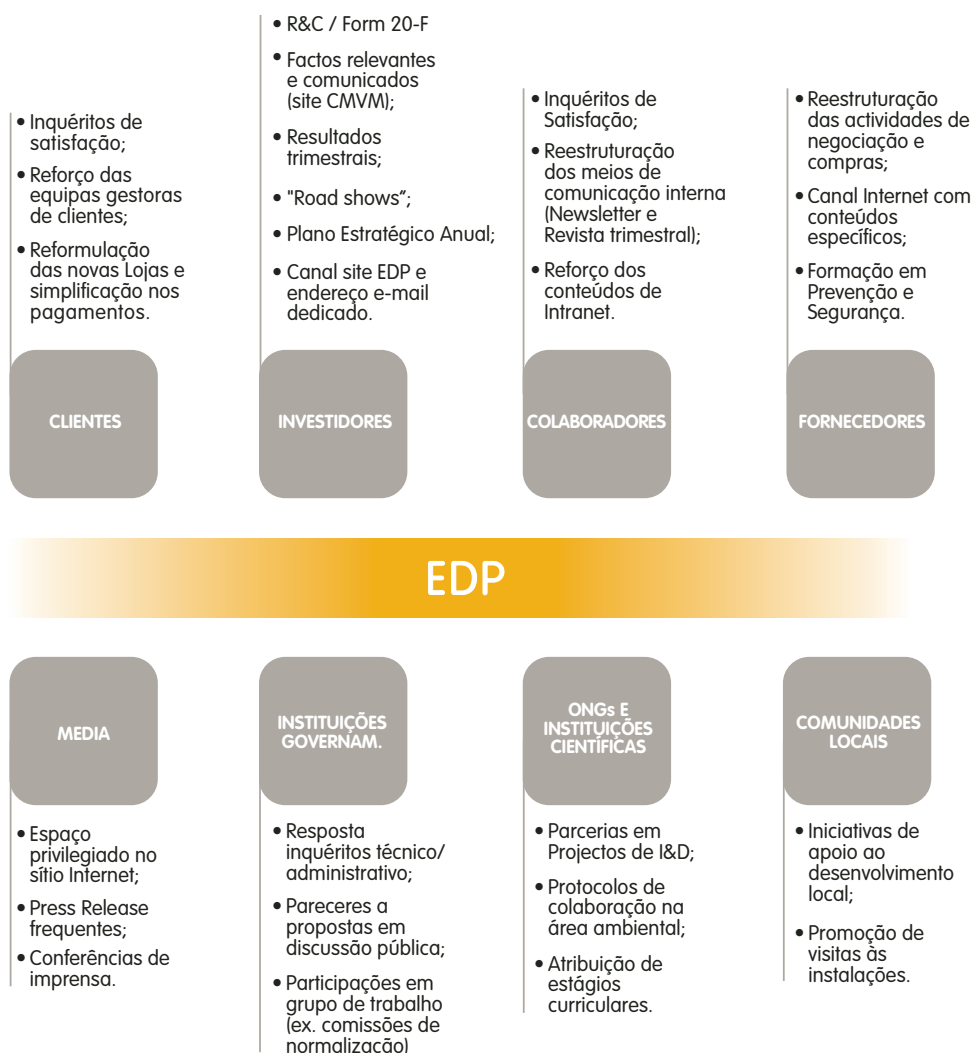 • Inquéritos de
satisfação;
• Reforço das
equipas gestoras
de clientes;
• Reformulação
das novas Lojas e
simplificação nos
pagamentos.
CLIENTES
• R&C / Form 20-F
• Factos relevantes
e comunicados
(site CMVM);
• Resultados
trimestrais;
• "Road shows”;
• Plano Estratégico Anual;
• Canal site EDP e
endereço e-mail
dedicado.
INVESTIDORES
• Inquéritos de
Satisfação;
• Reestruturação
dos meios de
comunicação interna
(Newsletter e
Revista trimestral);
• Reforço dos
conteúdos de
Intranet.
COLABORADORES
• Reestruturação
das actividades de
negociação e
compras;
• Canal Internet com
conteúdos
específicos;
• Formação em
Prevenção e
Segurança.
FORNECEDORES
EDP
MEDIA
• Espaço
privilegiado no
sítio Internet;
• Press Release
frequentes;
• Conferências de
imprensa.
INSTITUIÇÕES
GOVERNAM.
• Resposta
inquéritos técnico/
administrativo;
• Pareceres a
propostas em
discussão pública;
• Participações em
grupo de trabalho
(ex. comissões de
normalização)
ONGs E
INSTITUIÇÕES
CIENTÍFICAS
• Parcerias em
Projectos de I&D;
• Protocolos de
colaboração na
área ambiental;
• Atribuição de
estágios
curriculares.
COMUNIDADES
LOCAIS
• Iniciativas de
apoio ao
desenvolvimento
local;
• Promoção de
visitas às
instalações.